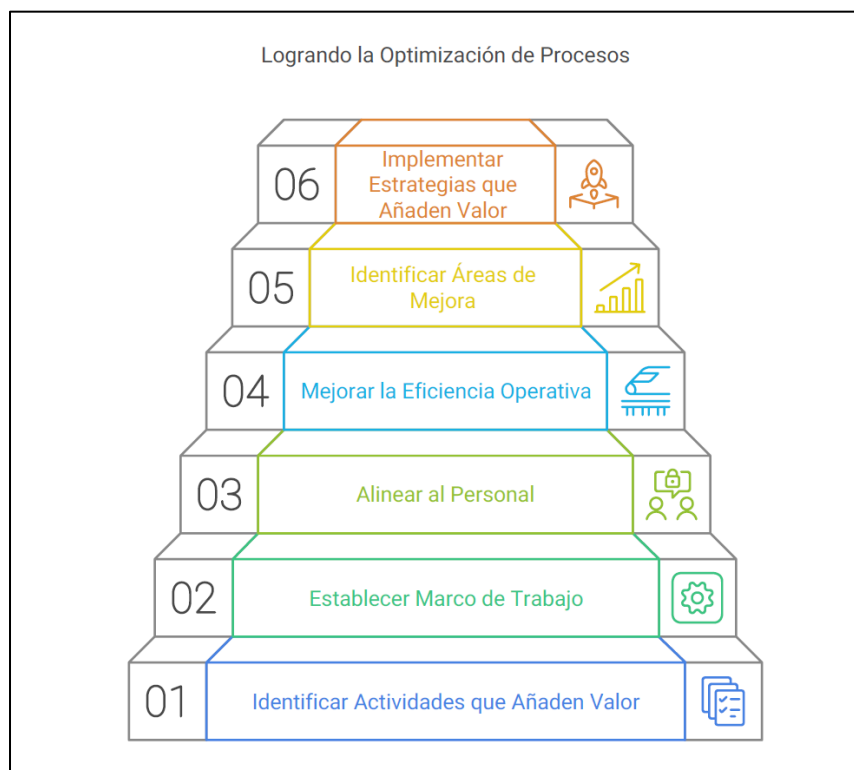 Logrando la Optimización de Procesos
06
Implementar
Estrategias que
Añaden Valor
05
Identificar Áreas de
Mejora
04
Mejorar la Eficiencia Operativa
03
Alinear al Personal
02
Establecer Marco de Trabajo
01
Identificar Actividades que Añaden Valor